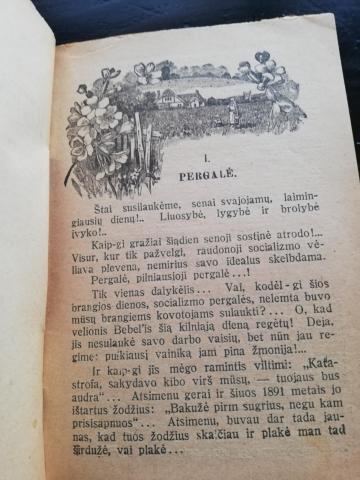 I.
PERGALĖ.
Štai susilaukėme, senai svajojamų, laimin-
giausių dienų!.. Liuosybė, lygybė ir brolybė
įvyko!..
Kaip-gi gražiai šiądien senoji sostinė atrodo!..
Visur, kur tik pažvelgi, raudonoji socializmo vė-
liava plevena, nemirius savo idealus skelbdama.
Pergalė, pilniausioji pergalė...!
Tik vienas dalykėlis... Vai, kodėl-gi šios
brangios dienos, socializmo pergalės, nelemta buvo
mūsų brangiems kovotojams sulaukti?... O, kad
velionis Bebel'is šią kilniąją dieną regėtų! Deja,
jis nesulaukė savo darbo vaisių, bet nūn jau re-
gime: puikiausį vainiką jam pina žmonija!...
Ir kaip-gi jis mėgo ramintis viltimi: „Kata-
strofa, sakydavo kibo virš mūsų, — tuojaus bus
audra“... Atsimenu gerai ir šiuos 1891 metais jo
ištartus žodžius: „Bakužė pirm sugrius, negu kam
prisisapnuos“... Atsimenu, buvau dar tada jau-
nas, kad tuos žodžius skaičiau ir plakė man tad
širdužė, vai plakė...